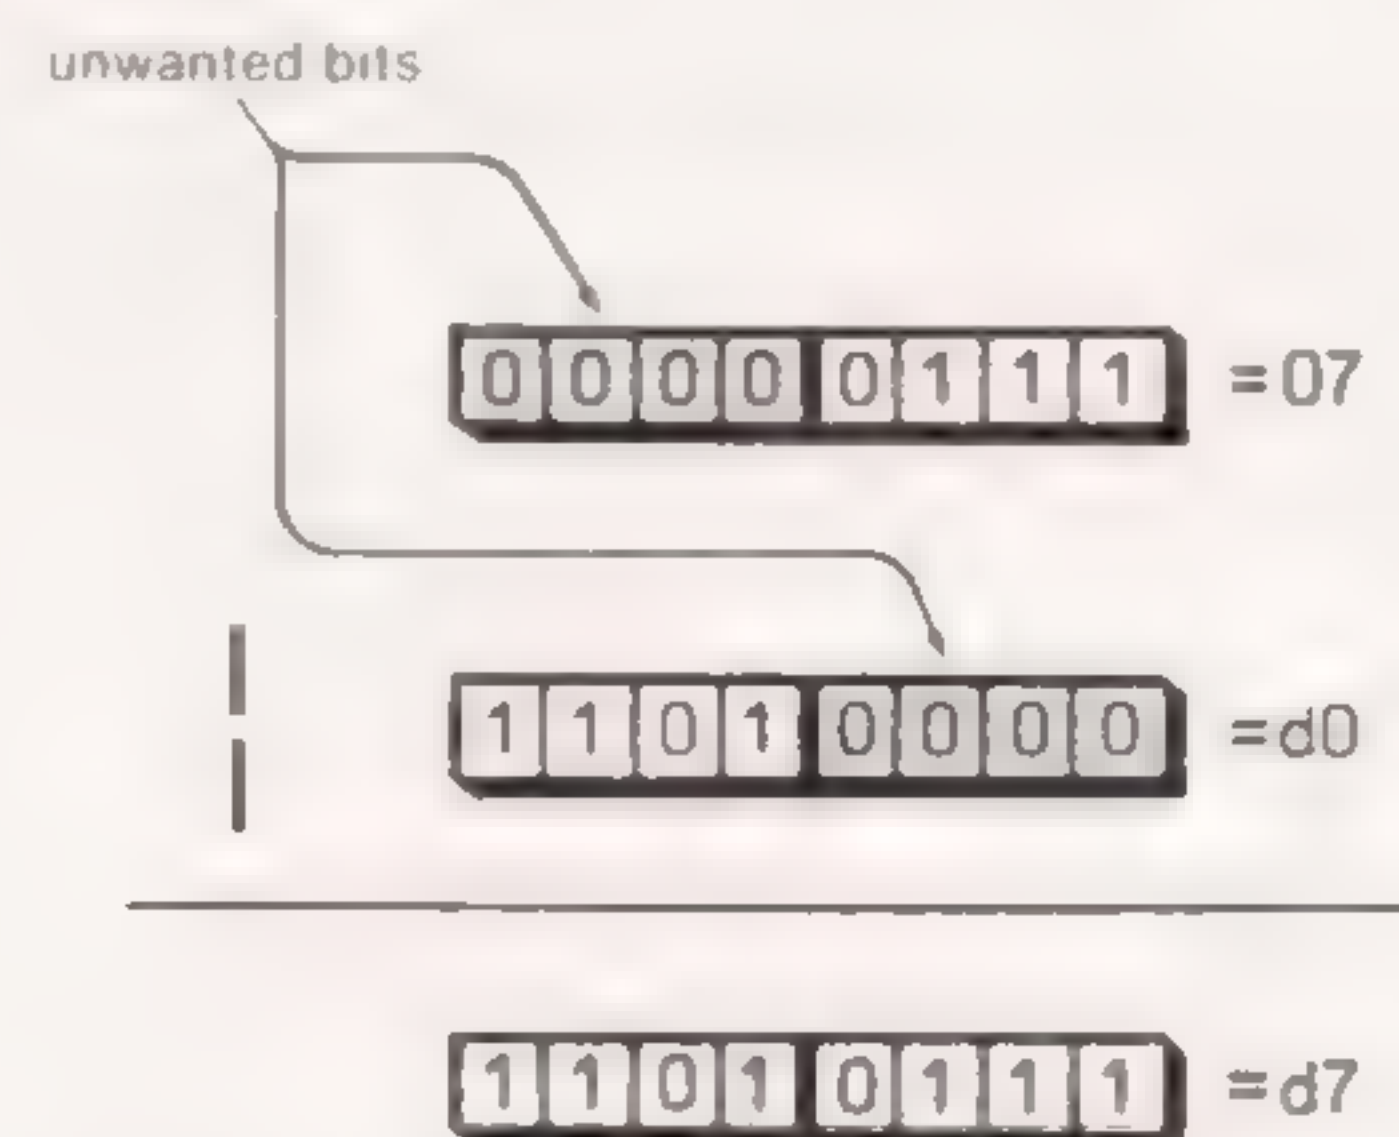 unwanted bits
0 0 0 0 0 1 1 1 =07
|
1 1 0 1 0 0 0 0 =d0
1 1 0 1 0 1 1 1 =d7